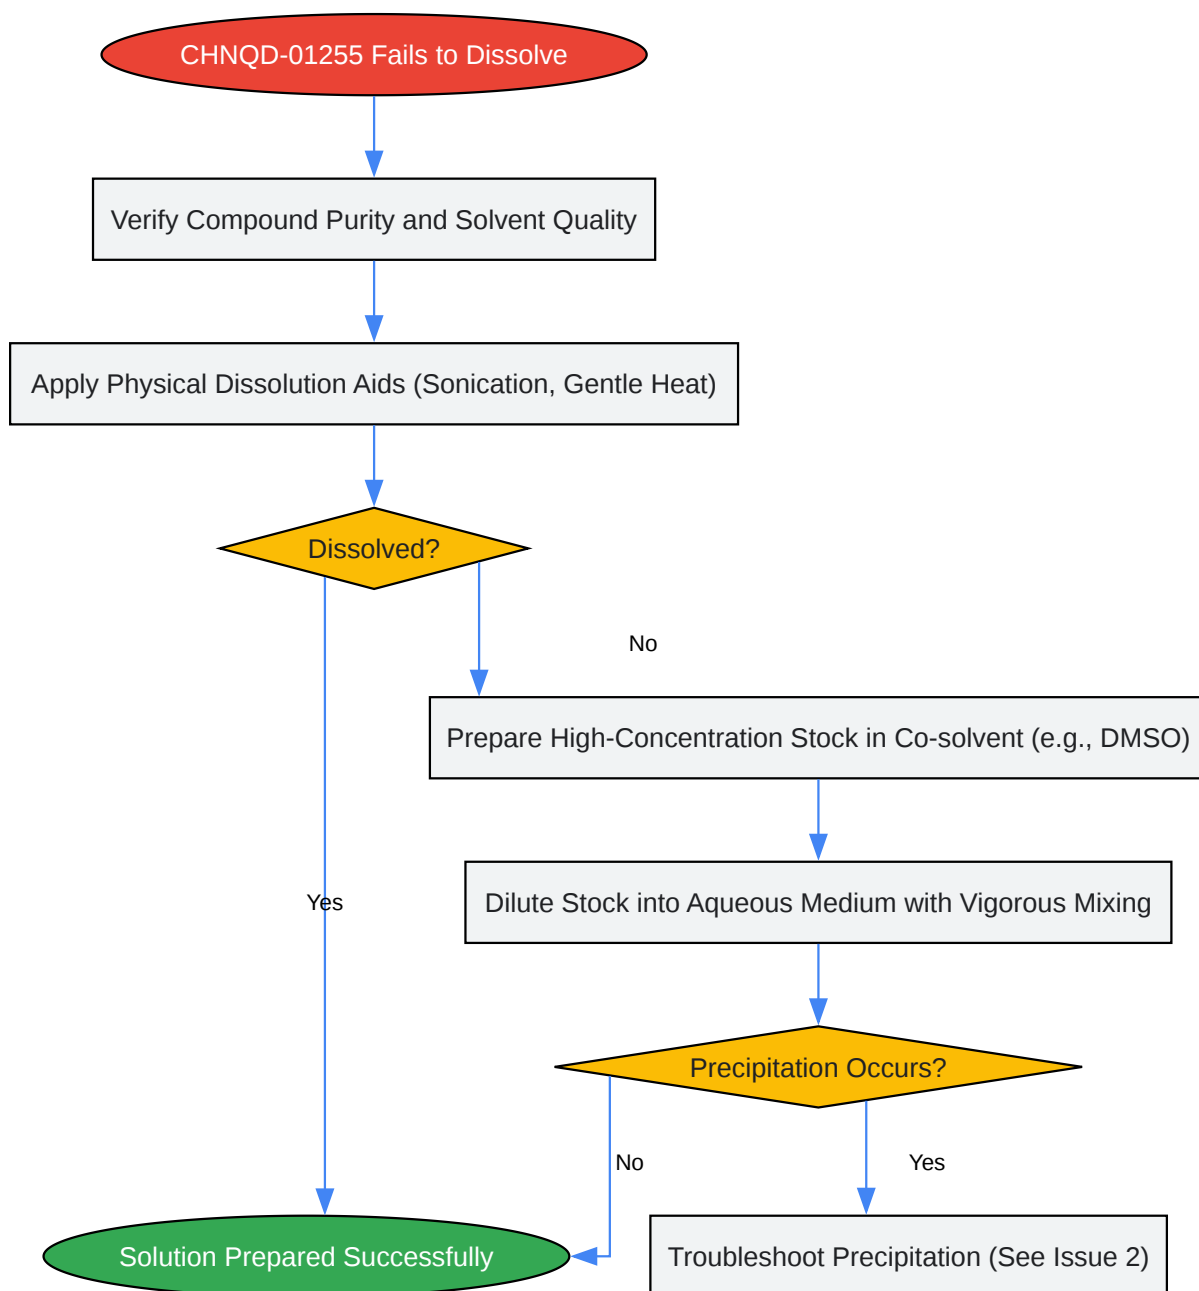 CHNQD-01255 Fails to Dissolve
Verify Compound Purity and Solvent Quality
Apply Physical Dissolution Aids (Sonication, Gentle Heat)
Dissolved?
No
Prepare High-Concentration Stock in Co-solvent (e.g., DMSO)
Yes
Dilute Stock into Aqueous Medium with Vigorous Mixing
Precipitation Occurs?
No
Yes
Solution Prepared Successfully
Troubleshoot Precipitation (See Issue 2)